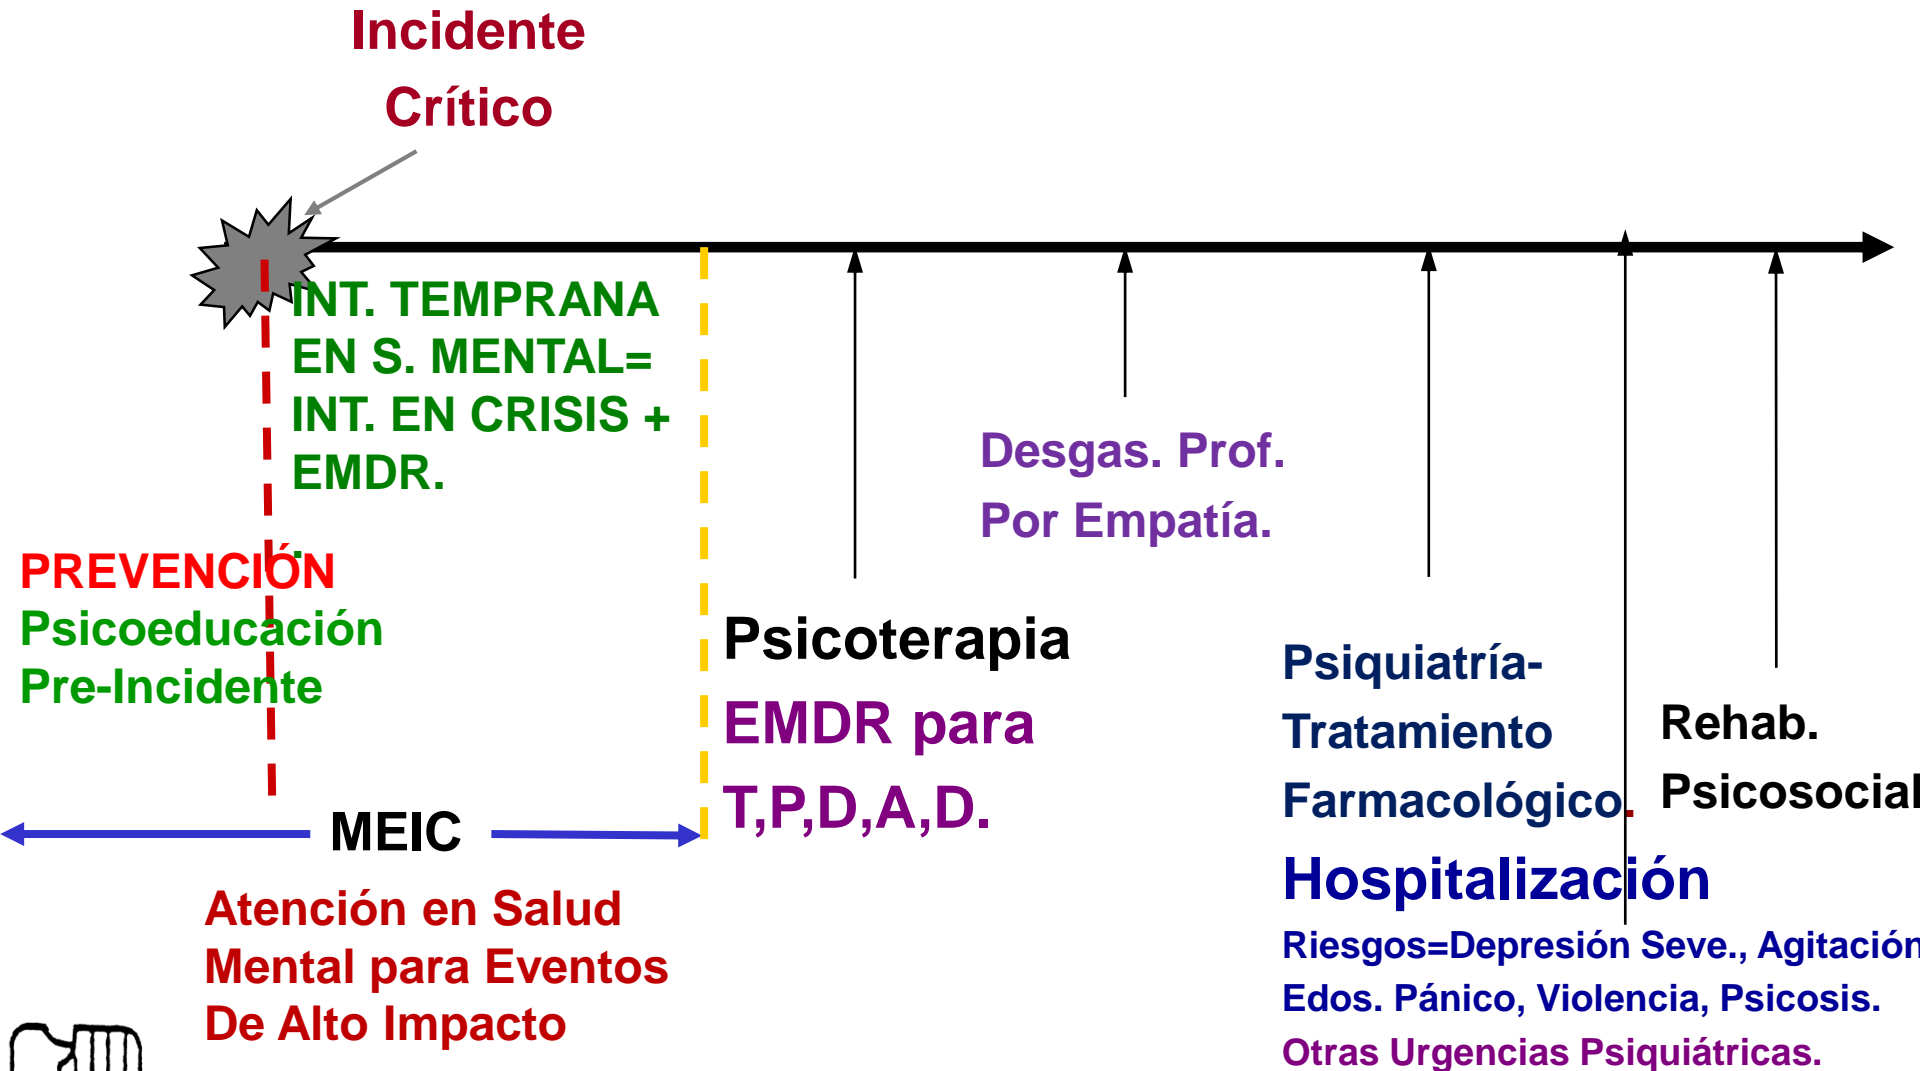 Incidente
Crítico
INT. TEMPRANA
EN S. MENTAL=
INT. EN CRISIS +
EMDR.
.
PREVENCIÓN
Psicoeducación
Pre-Incidente
MEIC
Atención en Salud
Mental para Eventos
De Alto Impacto
Psicoterapia
EMDR para
T,P,D,A,D.
Desgas. Prof.
Por Empatía.
Psiquiatría-
Tratamiento
Farmacológico.
Hospitalización
Riesgos=Depresión Seve., Agitación
Edos. Pánico, Violencia, Psicosis.
Otras Urgencias Psiquiátricas.
Rehab.
Psicosocial